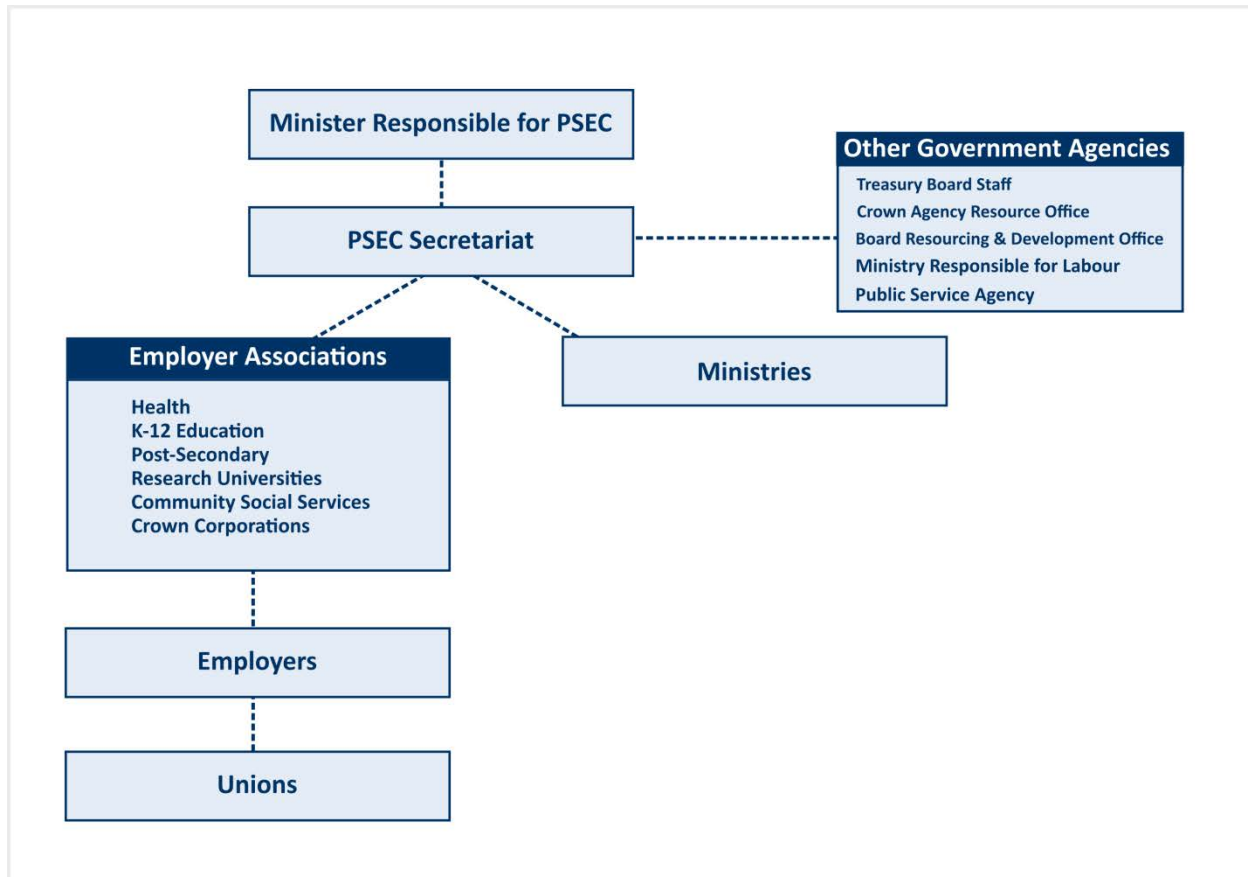 Minister Responsible for PSEC
PSEC Secretariat
Other Government Agencies
Treasury Board Staff
Crown Agency Resource Office
Board Resourcing & Development Office
Ministry Responsible for Labour
Public Service Agency
Employer Associations
Health
K-12 Education
Post-Secondary
Research Universities
Community Social Services
Crown Corporations
Ministries
Employers
Unions